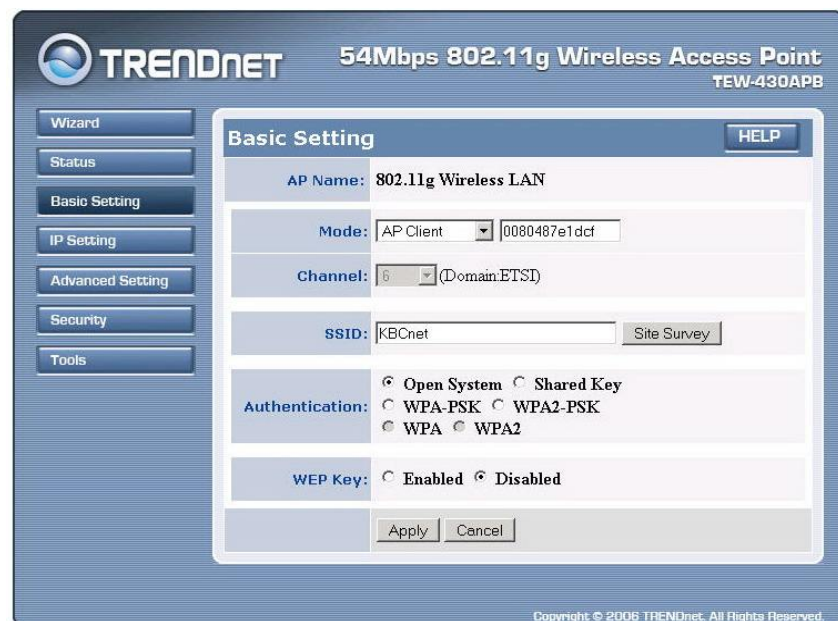 TRENDNET
54Mbps 802.11g Wireless Access Point
TEW-430APB
Wizard
Status
Basic Setting
IP Setting
Advanced Setting
Security
Tools
Basic Setting
HELP
AP Name: 802.11g Wireless LAN
Mode: AP Client 0080487e1dcf
Channel: 6 (Domain:ETSI)
SSID: KBCnet Site Survey
Authentication: Open System Shared Key
WPA-PSK WPA2-PSK
WPA WPA2
WEP Key: Enabled Disabled
Apply Cancel
Copyright © 2006 TRENDnet. All Rights Reserved.